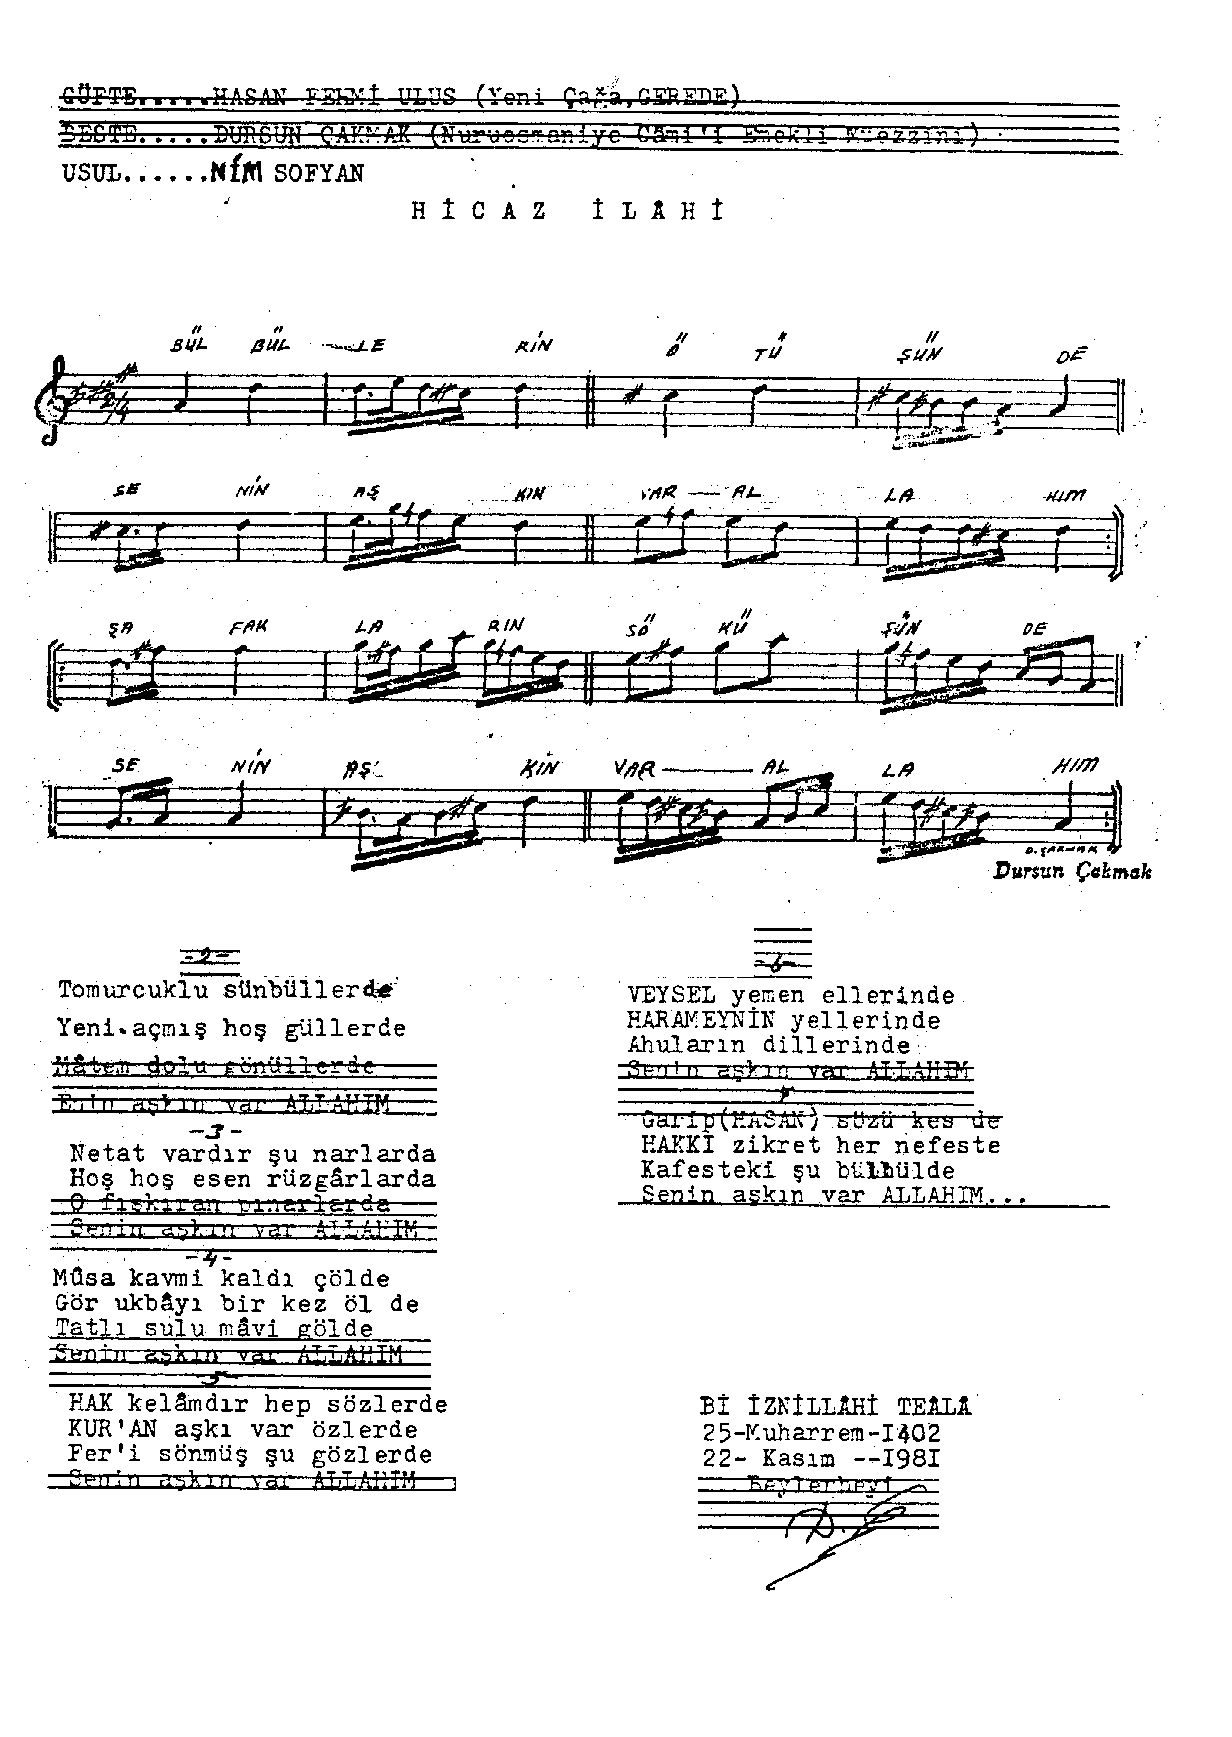 GÜFTE......HASAN FEHMİ ULUS (Yeni Çağa,GEREDE)
BESTE......DURSUN ÇAKMAK (Nuruosmaniye Câmi'i Emekli Müezzini)
USUL......NİM SOFYAN
HİCAZ İLÂHİ
BÜL BÜL LE RİN Ö TÜ ŞÜN DE
SE NİN AŞ KIN VAR — AL LA HIM
ŞA FAK LA RIN SÖ KÜ ŞÜN DE
SE NİN AŞ KIN VAR — AL LA HIM
D. ÇAKMAK
Dursun Çakmak
-2-
Tomurcuklu sünbüllerde
Yeni açmış hoş güllerde
Mâtem dolu gönüllerde
Enin aşkın var ALLAHIM
-3-
Netat vardır şu narlarda
Hoş hoş esen rüzgârlarda
O fışkıran pınarlarda
Senin aşkın var ALLAHIM
-4-
Mûsa kavmi kaldı çölde
Gör ukbâyı bir kez öl de
Tatlı sulu mâvi gölde
Senin aşkın var ALLAHIM
5
HAK kelâmdır hep sözlerde
KUR'AN aşkı var özlerde
Fer'i sönmüş şu gözlerde
Senin aşkın var ALLAHIM
-6-
VEYSEL yemen ellerinde
HARAMEYNİN yellerinde
Ahuların dillerinde
Senin aşkın var ALLAHIM
Garip(HASAN) sözü kes de
HAKKİ zikret her nefeste
Kafesteki şu bülbülde
Senin aşkın var ALLAHIM...
Bİ İZNİLLÂHİ TEÂLÂ
25-Muharrem-I402
22- Kasım --I98I
Beylerbeyi